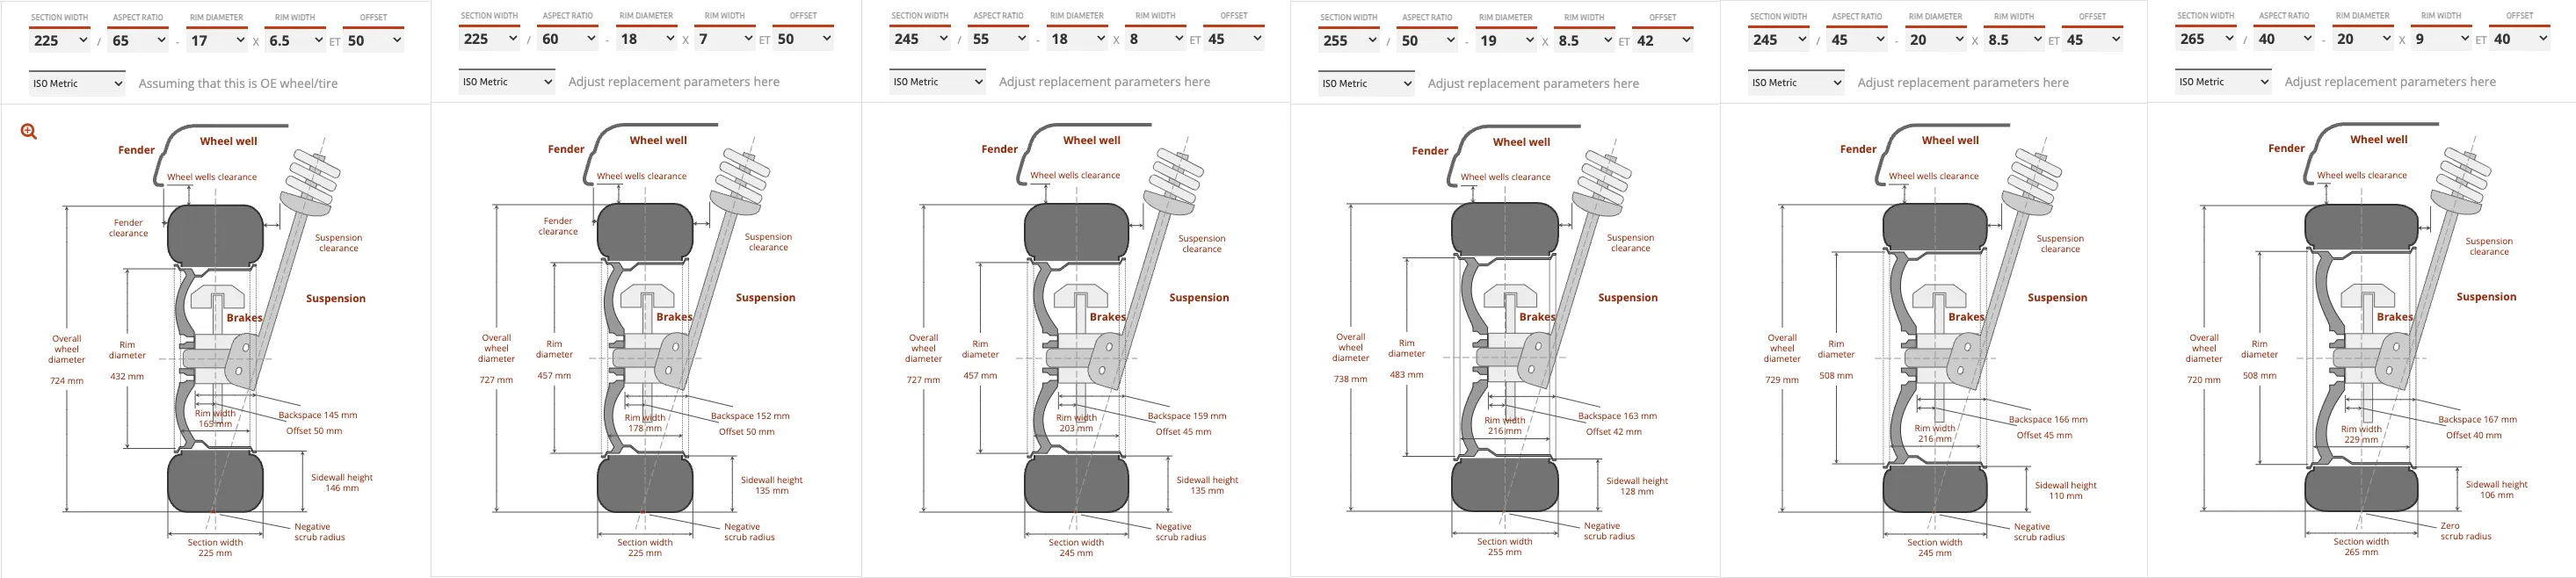 SECTION WIDTH ASPECT RATIO RIM DIAMETER RIM WIDTH OFFSET
225 / 65 - 17 X 6.5 ET 50
ISO Metric Assuming that this is OE wheel/tire
Fender
Wheel well
Wheel wells clearance
Fender
clearance
Suspension
clearance
Suspension
Brakes
Overall
wheel
diameter
724 mm
Rim
diameter
432 mm
Rim width
165 mm
Backspace 145 mm
Offset 50 mm
Sidewall height
146 mm
Negative
scrub radius
Section width
225 mm
SECTION WIDTH ASPECT RATIO RIM DIAMETER RIM WIDTH OFFSET
225 / 60 - 18 X 7 ET 50
ISO Metric Adjust replacement parameters here
Fender
Wheel well
Wheel wells clearance
Fender
clearance
Suspension
clearance
Suspension
Brakes
Overall
wheel
diameter
727 mm
Rim
diameter
457 mm
Rim width
178 mm
Backspace 152 mm
Offset 50 mm
Sidewall height
135 mm
Negative
scrub radius
Section width
225 mm
SECTION WIDTH ASPECT RATIO RIM DIAMETER RIM WIDTH OFFSET
245 / 55 - 18 X 8 ET 45
ISO Metric Adjust replacement parameters here
Fender
Wheel well
Wheel wells clearance
Suspension
clearance
Suspension
Brakes
Overall
wheel
diameter
727 mm
Rim
diameter
457 mm
Rim width
203 mm
Backspace 159 mm
Offset 45 mm
Sidewall height
135 mm
Negative
scrub radius
Section width
245 mm
SECTION WIDTH ASPECT RATIO RIM DIAMETER RIM WIDTH OFFSET
255 / 50 - 19 X 8.5 ET 42
ISO Metric Adjust replacement parameters here
Fender
Wheel well
Wheel wells clearance
Suspension
clearance
Suspension
Brakes
Overall
wheel
diameter
738 mm
Rim
diameter
483 mm
Rim width
216 mm
Backspace 163 mm
Offset 42 mm
Sidewall height
128 mm
Negative
scrub radius
Section width
255 mm
SECTION WIDTH ASPECT RATIO RIM DIAMETER RIM WIDTH OFFSET
245 / 45 - 20 X 8.5 ET 45
ISO Metric Adjust replacement parameters here
Fender
Wheel well
Wheel wells clearance
Suspension
clearance
Suspension
Brakes
Overall
wheel
diameter
729 mm
Rim
diameter
508 mm
Rim width
216 mm
Backspace 166 mm
Offset 45 mm
Sidewall height
110 mm
Negative
scrub radius
Section width
245 mm
SECTION WIDTH ASPECT RATIO RIM DIAMETER RIM WIDTH OFFSET
265 / 40 - 20 X 9 ET 40
ISO Metric Adjust replacement parameters here
Fender
Wheel well
Wheel wells clearance
Suspension
clearance
Suspension
Brakes
Overall
wheel
diameter
720 mm
Rim
diameter
508 mm
Rim width
229 mm
Backspace 167 mm
Offset 40 mm
Sidewall height
106 mm
Zero
scrub radius
Section width
265 mm